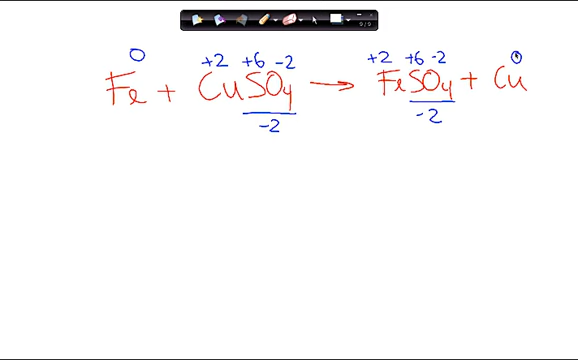 0 +2 +6 -2 +2 +6 -2 0
Fe + CuSO4 → FeSO4 + Cu
-2 -2